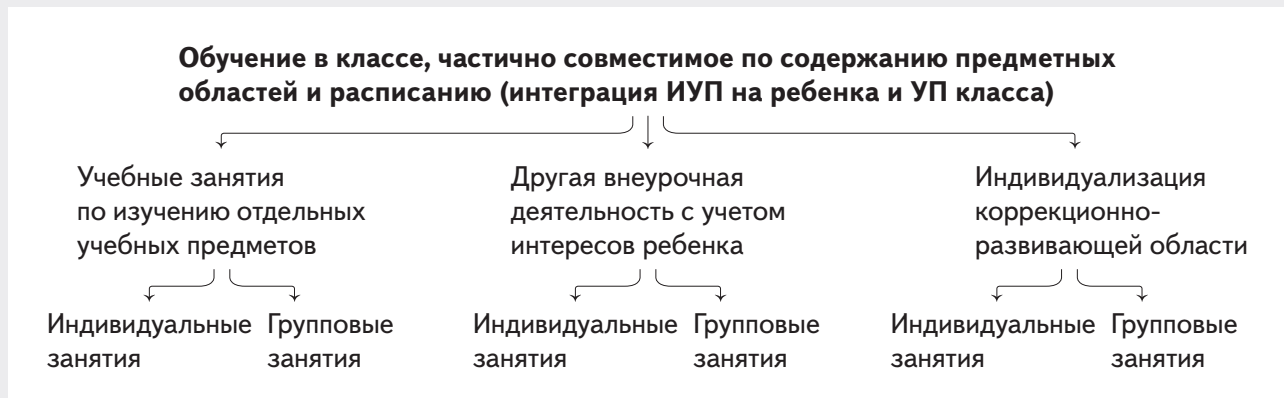 Обучение в классе, частично совместимое по содержанию предметных
областей и расписанию (интеграция ИУП на ребенка и УП класса)
Учебные занятия
по изучению отдельных
учебных предметов
Другая внеурочная
деятельность с учетом
интересов ребенка
Индивидуализация
коррекционно-
развивающей области
Индивидуальные
занятия
Групповые
занятия
Индивидуальные
занятия
Групповые
занятия
Индивидуальные
занятия
Групповые
занятия